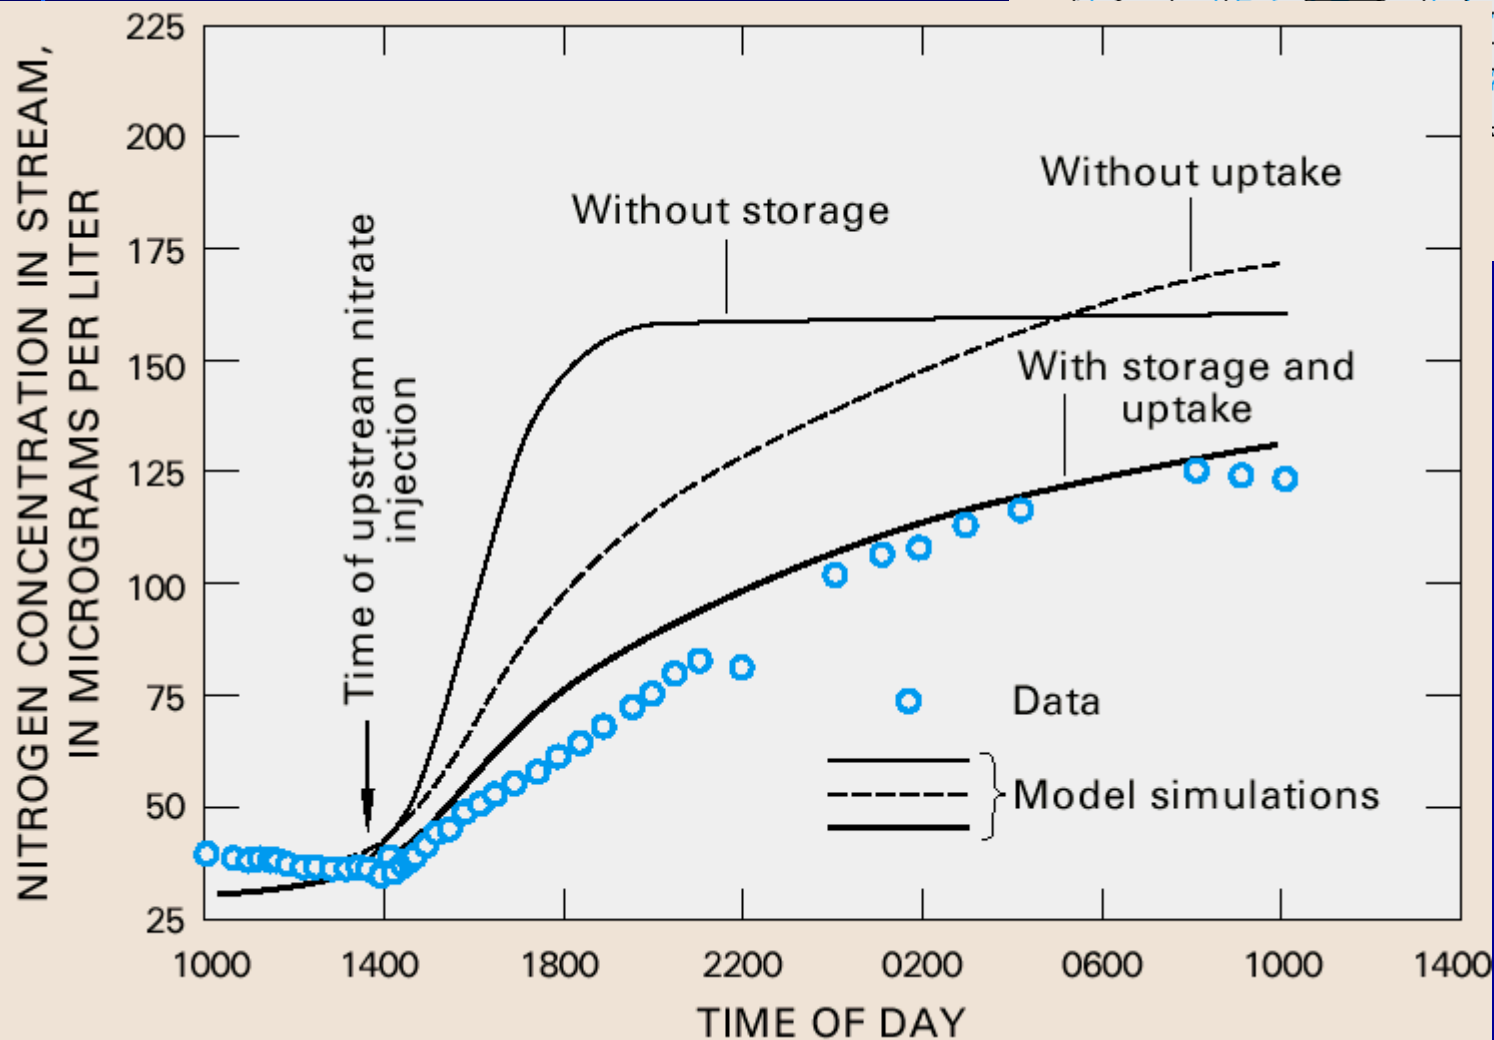 NITROGEN CONCENTRATION IN STREAM,
IN MICROGRAMS PER LITER
225
200
175
150
125
100
75
50
25
Time of upstream nitrate
injection
Without storage
Without uptake
With storage and
uptake
Data
Model simulations
1000 1400 1800 2200 0200 0600 1000 1400
TIME OF DAY